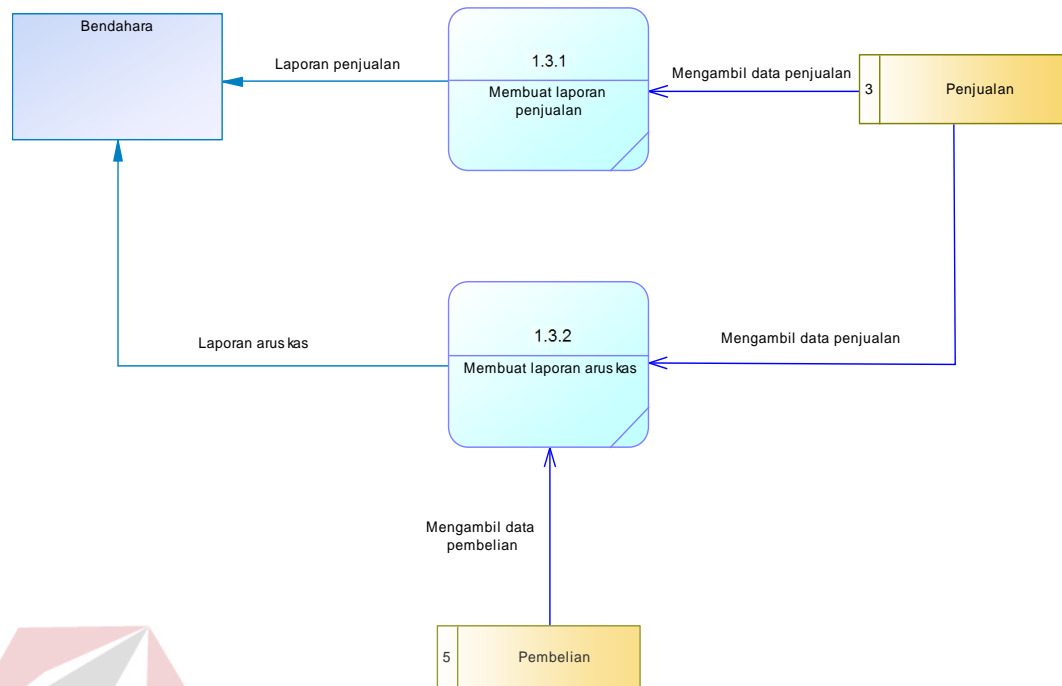 Bendahara
Laporan penjualan
1.3.1
Membuat laporan
penjualan
Mengambil data penjualan
3
Penjualan
Laporan arus kas
1.3.2
Membuat laporan arus kas
Mengambil data penjualan
Mengambil data
pembelian
5
Pembelian